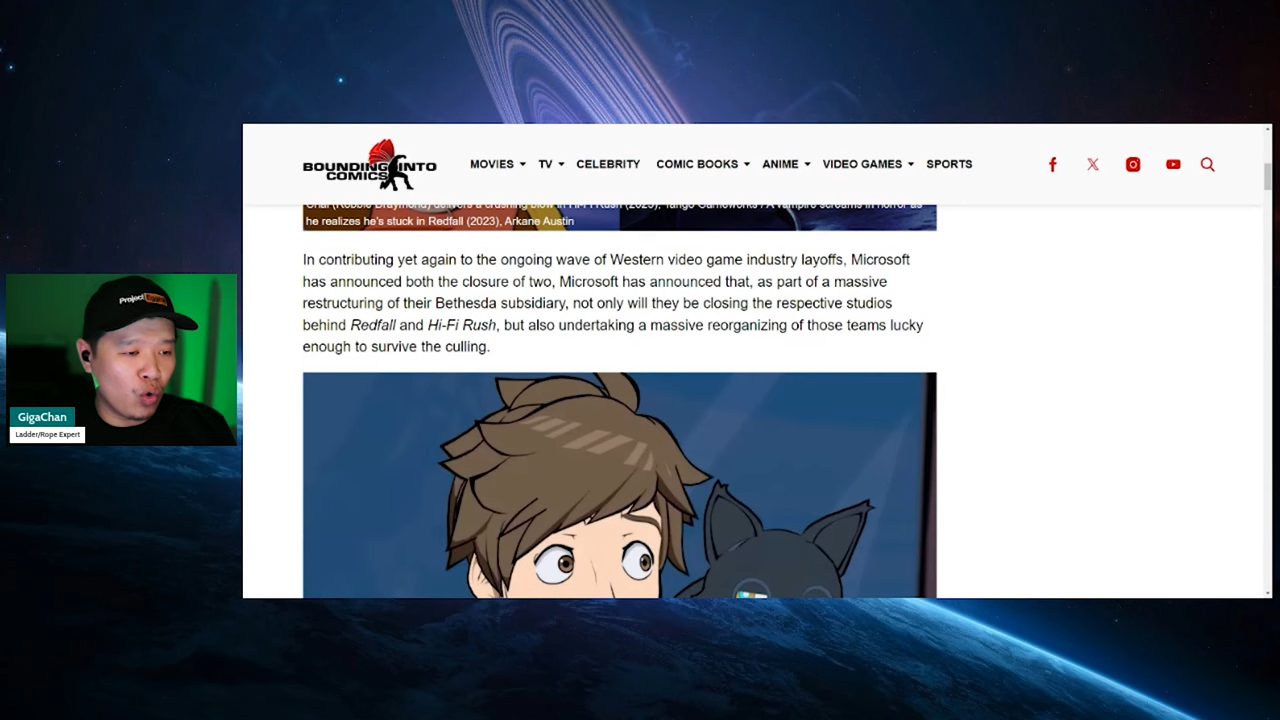 BOUNDING INTO
COMICS
MOVIES TV CELEBRITY COMIC BOOKS ANIME VIDEO GAMES SPORTS
Chai (Robbie Daymond) delivers a crushing blow in Hi-Fi Rush (2023), Tango Gameworks / A vampire screams in horror as
he realizes he's stuck in Redfall (2023), Arkane Austin
In contributing yet again to the ongoing wave of Western video game industry layoffs, Microsoft
has announced both the closure of two, Microsoft has announced that, as part of a massive
restructuring of their Bethesda subsidiary, not only will they be closing the respective studios
behind Redfall and Hi-Fi Rush, but also undertaking a massive reorganizing of those teams lucky
enough to survive the culling.
Project
GigaChan
Ladder/Rope Expert